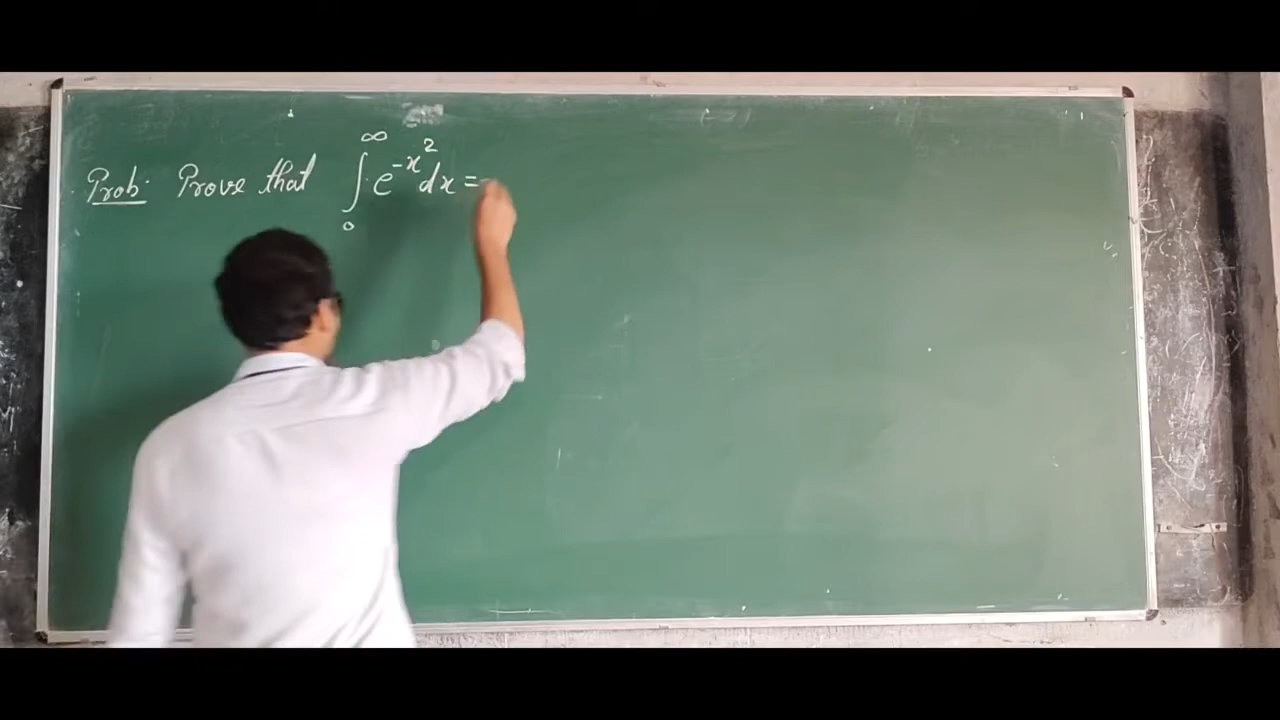 Prob. Prove that ∫₀^∞ e^{-x²} dx =